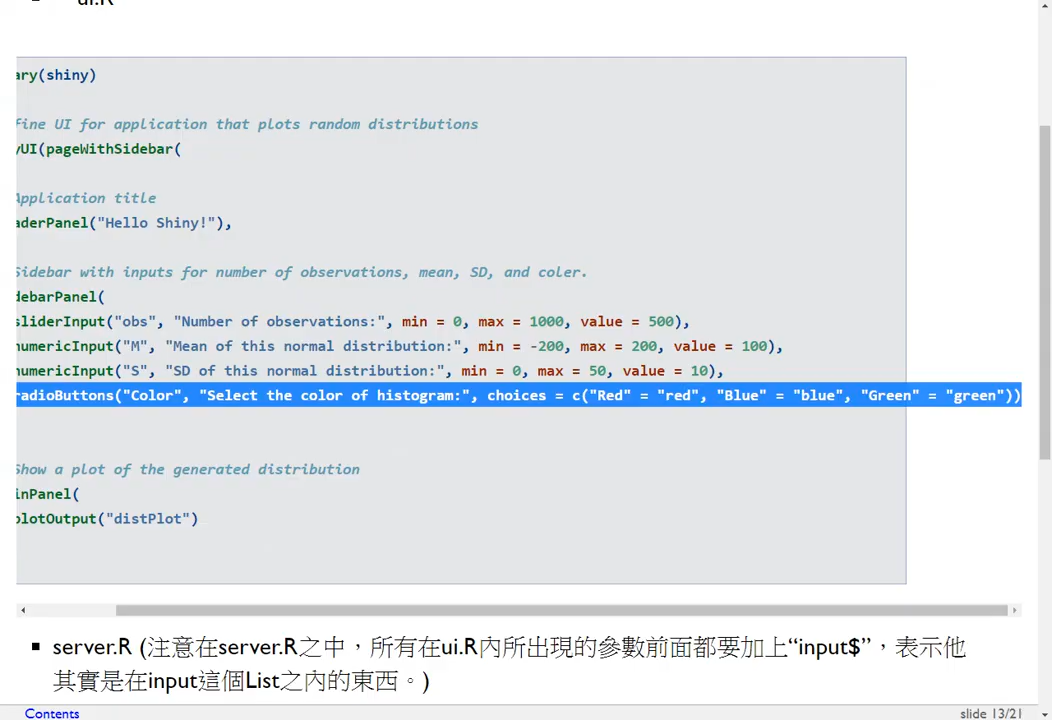 ui.R
ary(shiny)
fine UI for application that plots random distributions
yUI(pageWithSidebar(
Application title
aderPanel("Hello Shiny!"),
Sidebar with inputs for number of observations, mean, SD, and coler.
debarPanel(
sliderInput("obs", "Number of observations:", min = 0, max = 1000, value = 500),
numericInput("M", "Mean of this normal distribution:", min = -200, max = 200, value = 100),
numericInput("S", "SD of this normal distribution:", min = 0, max = 50, value = 10),
radioButtons("Color", "Select the color of histogram:", choices = c("Red" = "red", "Blue" = "blue", "Green" = "green"))
Show a plot of the generated distribution
inPanel(
plotOutput("distPlot")
server.R (注意在server.R之中，所有在ui.R內所出現的參數前面都要加上“input$”，表示他
其實是在input這個List之內的東西。)
Contents
slide 13/21